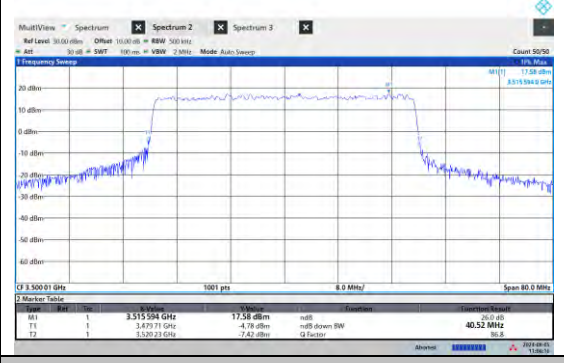 MultiView Spectrum X Spectrum 2 X Spectrum 3 X
Ref Level 30.00 dBm Offset 10.00 dB RBW 500 kHz
Att 30 dB SWT 100 ms VBW 2 MHz Mode Auto Sweep Count 50/50
1 Frequency Sweep 1Pk Max
M1[1] 17.58 dBm
3.515 594 0 GHz
20 dBm
10 dBm
0 dBm
-10 dBm
-20 dBm
-30 dBm
-40 dBm
-50 dBm
-60 dBm
CF 3.500 01 GHz 1001 pts 8.0 MHz/ Span 80.0 MHz
2 Marker Table
Type Ref Trc X-Value Y-Value Function Function Result
M1 1 3.515 594 GHz 17.58 dBm ndB 26.0 dB
T1 1 3.479 71 GHz -4.78 dBm ndB down BW 40.52 MHz
T2 1 3.520 23 GHz -7.42 dBm Q Factor 86.8
2024-08-05